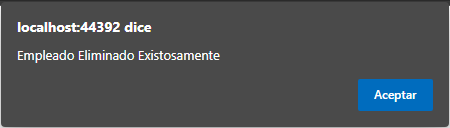 localhost:44392 dice
Empleado Eliminado Existosamente
Aceptar